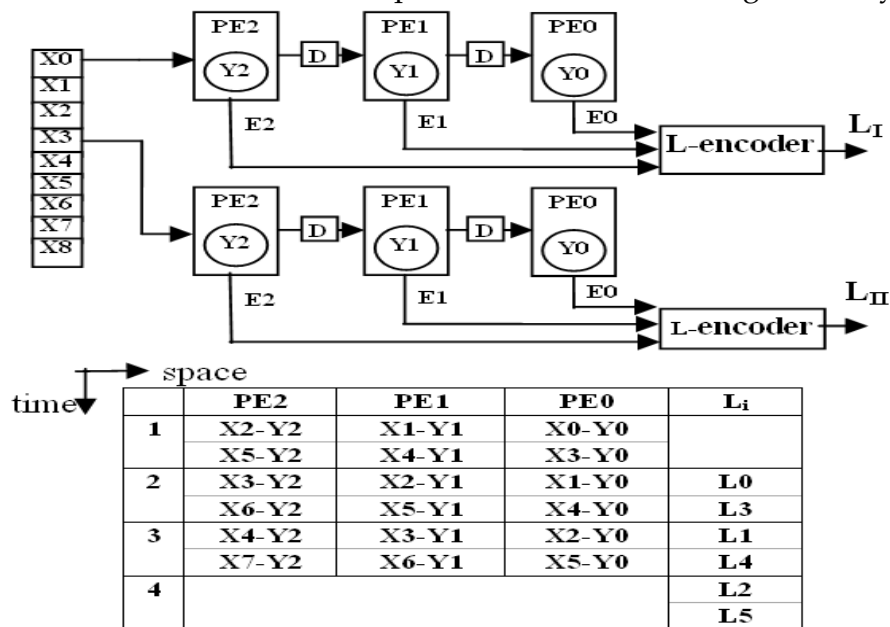 PE2 D PE1 D PE0
X0 Y2 Y1 Y0
X1
X2
E2 E1 E0
X3 L-encoder LI
X4
X5
X6 PE2 D PE1 D PE0
X7
X8 Y2 Y1 Y0
E2 E1 E0
L-encoder LII
space
time
PE2 PE1 PE0 Li
1 X2-Y2 X1-Y1 X0-Y0
X5-Y2 X4-Y1 X3-Y0
2 X3-Y2 X2-Y1 X1-Y0 L0
X6-Y2 X5-Y1 X4-Y0 L3
3 X4-Y2 X3-Y1 X2-Y0 L1
X7-Y2 X6-Y1 X5-Y0 L4
4 L2
L5